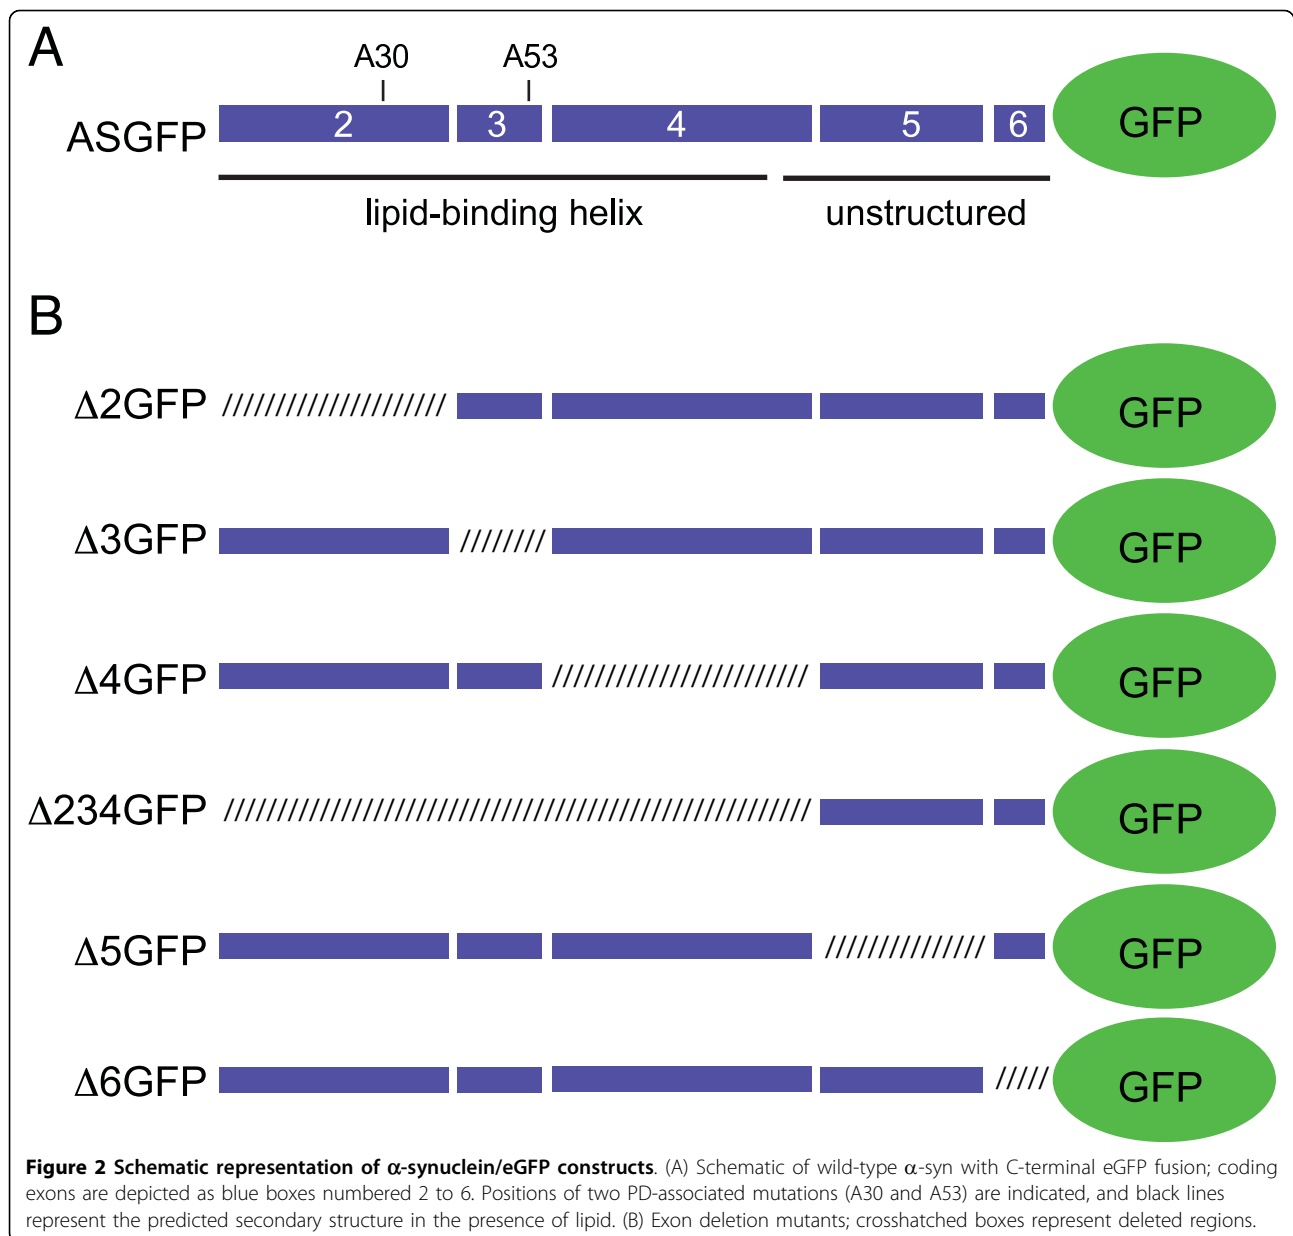 A
A30 A53
ASGFP 2 3 4 5 6 GFP
lipid-binding helix unstructured
B
Δ2GFP GFP
Δ3GFP GFP
Δ4GFP GFP
Δ234GFP GFP
Δ5GFP GFP
Δ6GFP GFP
Figure 2 Schematic representation of α-synuclein/eGFP constructs. (A) Schematic of wild-type α-syn with C-terminal eGFP fusion; coding
exons are depicted as blue boxes numbered 2 to 6. Positions of two PD-associated mutations (A30 and A53) are indicated, and black lines
represent the predicted secondary structure in the presence of lipid. (B) Exon deletion mutants; crosshatched boxes represent deleted regions.